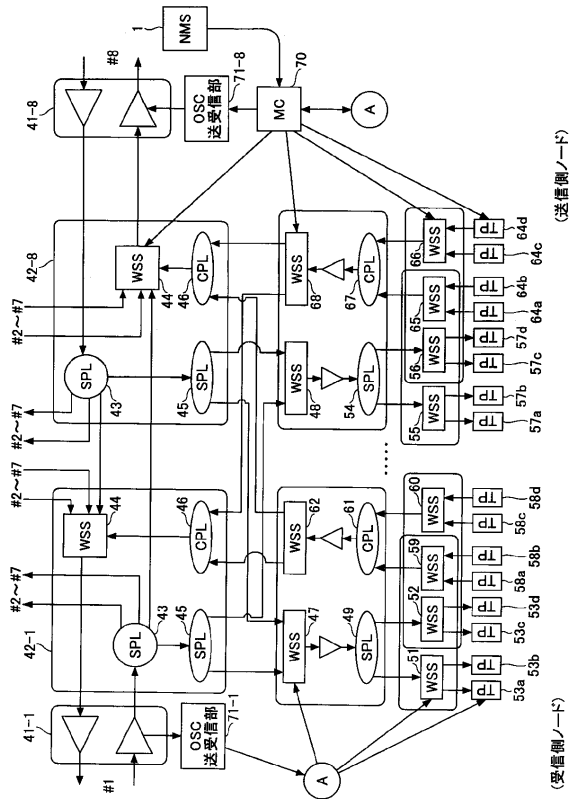 1
NMS
#8
71-8
70
41-8
OSC
送受信部
MC
A
(送信側ノード)
42-8
WSS
44
46
CPL
WSS
68
67
CPL
66
WSS
TP
TP
64d
64c
#2~#7
#2~#7
SPL
43
45
SPL
WSS
48
54
SPL
65
WSS
56
WSS
55
WSS
TP
TP
64b
64a
TP
TP
57d
57c
TP
TP
57b
57a
#2~#7
#2~#7
WSS
44
46
CPL
WSS
62
61
CPL
60
WSS
TP
TP
58d
58c
#2~#7
#2~#7
42-1
SPL
43
45
SPL
WSS
47
49
SPL
59
WSS
52
WSS
51
WSS
TP
TP
58b
58a
TP
TP
53d
53c
TP
TP
53b
53a
41-1
#1
OSC
送受信部
71-1
A
(受信側ノード)